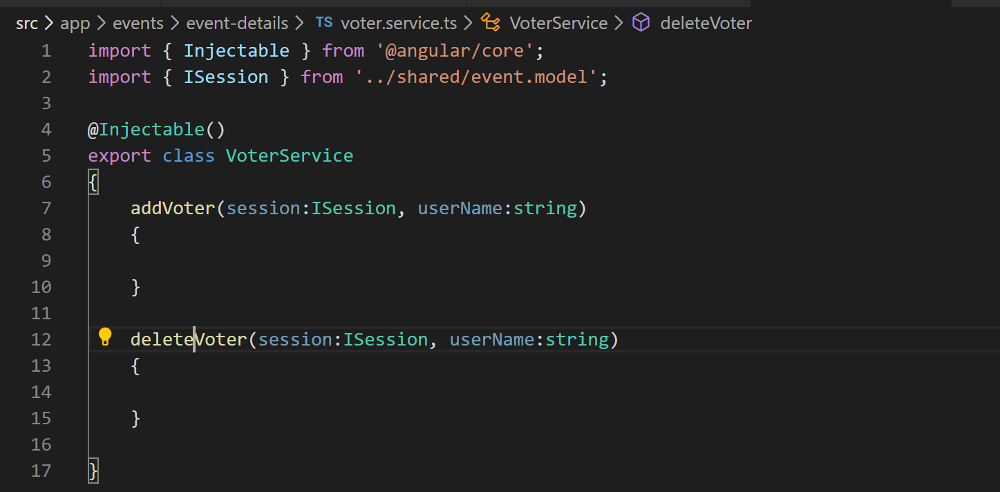 src > app > events > event-details > TS voter.service.ts > VoterService > deleteVoter
1 import { Injectable } from '@angular/core';
2 import { ISession } from '../shared/event.model';
3
4 @Injectable()
5 export class VoterService
6 {
7 addVoter(session:ISession, userName:string)
8 {
9
10 }
11
12 deleteVoter(session:ISession, userName:string)
13 {
14
15 }
16
17 }